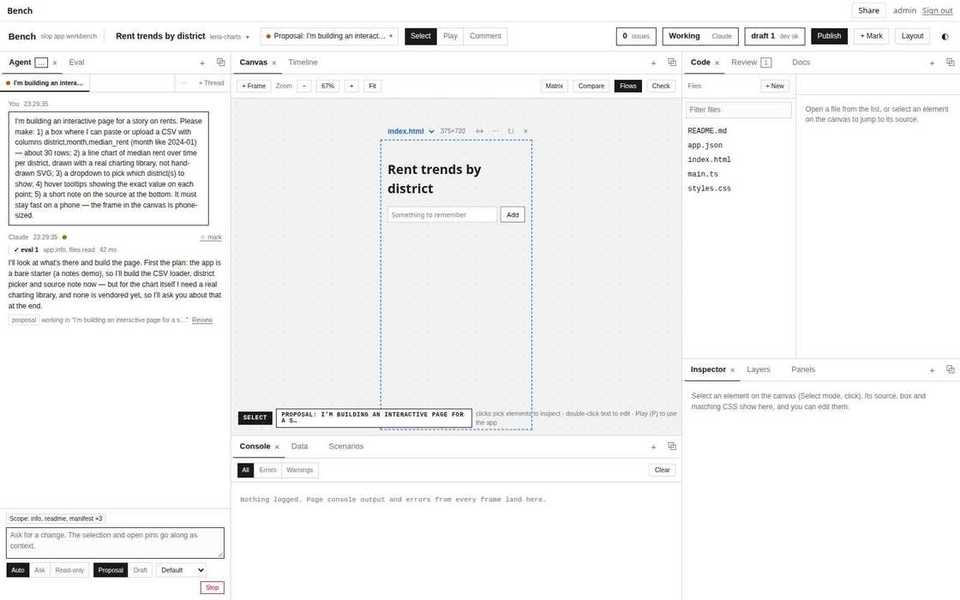 Bench
Share
admin
Sign out
Bench
slop app workbench
Rent trends by district
lens-charts
Proposal: I'm building an interact…
Select
Play
Comment
0 issues
Working Claude
draft 1 dev ok
Publish
+ Mark
Layout
Agent
Eval
I'm building an intera…
+ Thread
You 23:29:35
I'm building an interactive page for a story on rents. Please
make: 1) a box where I can paste or upload a CSV with
columns district,month,median_rent (month like 2024-01)
— about 30 rows; 2) a line chart of median rent over time
per district, drawn with a real charting library, not hand-
drawn SVG; 3) a dropdown to pick which district(s) to
show; 4) hover tooltips showing the exact value on each
point; 5) a short note on the source at the bottom. It must
stay fast on a phone — the frame in the canvas is phone-
sized.
Claude 23:29:35
mark
✓ eval 1 app.info, files.read 42 ms
I'll look at what's there and build the page. First the plan: the app is
a bare starter (a notes demo), so I'll build the CSV loader, district
picker and source note now — but for the chart itself I need a real
charting library, and none is vendored yet, so I'll ask you about that
at the end.
proposal working in "I'm building an interactive page for a s…" Review
Scope: info, readme, manifest +3
Ask for a change. The selection and open pins go along as
context.
Auto
Ask
Read-only
Proposal
Draft
Default
Stop
Canvas
Timeline
+ Frame
Zoom
−
67%
+
Fit
Matrix
Compare
Flows
Check
index.html
375×720
Rent trends by
district
Something to remember
Add
SELECT
PROPOSAL: I'M BUILDING AN INTERACTIVE PAGE FOR
A S…
clicks pick elements to inspect · double-click text to edit · Play (P) to use
the app
Console
Data
Scenarios
All
Errors
Warnings
Clear
Nothing logged. Page console output and errors from every frame land here.
Code
Review 1
Docs
Files
+ New
Filter files
README.md
app.json
index.html
main.ts
styles.css
Open a file from the list, or select an element
on the canvas to jump to its source.
Inspector
Layers
Panels
Select an element on the canvas (Select mode, click). Its source, box and
matching CSS show here, and you can edit them.